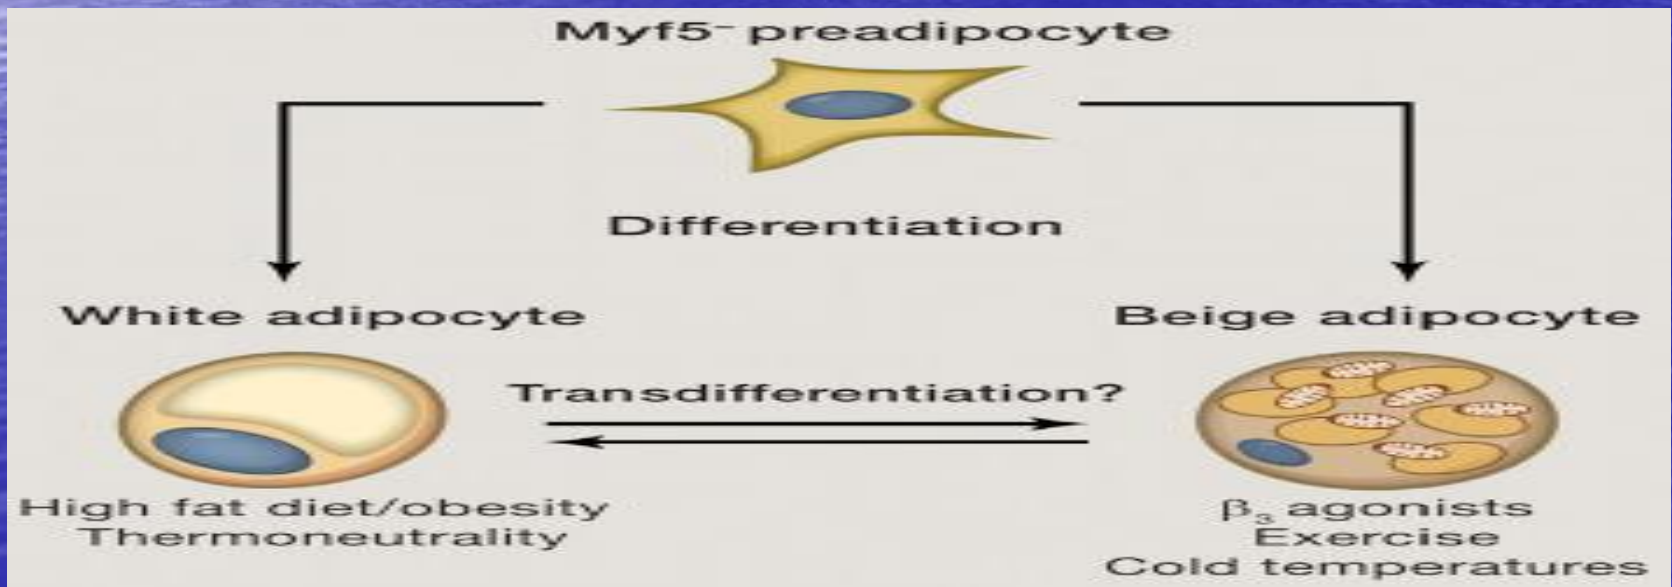 Myf5⁻ preadipocyte
Differentiation
White adipocyte
Beige adipocyte
Transdifferentiation?
High fat diet/obesity
Thermoneutrality
β₃ agonists
Exercise
Cold temperatures